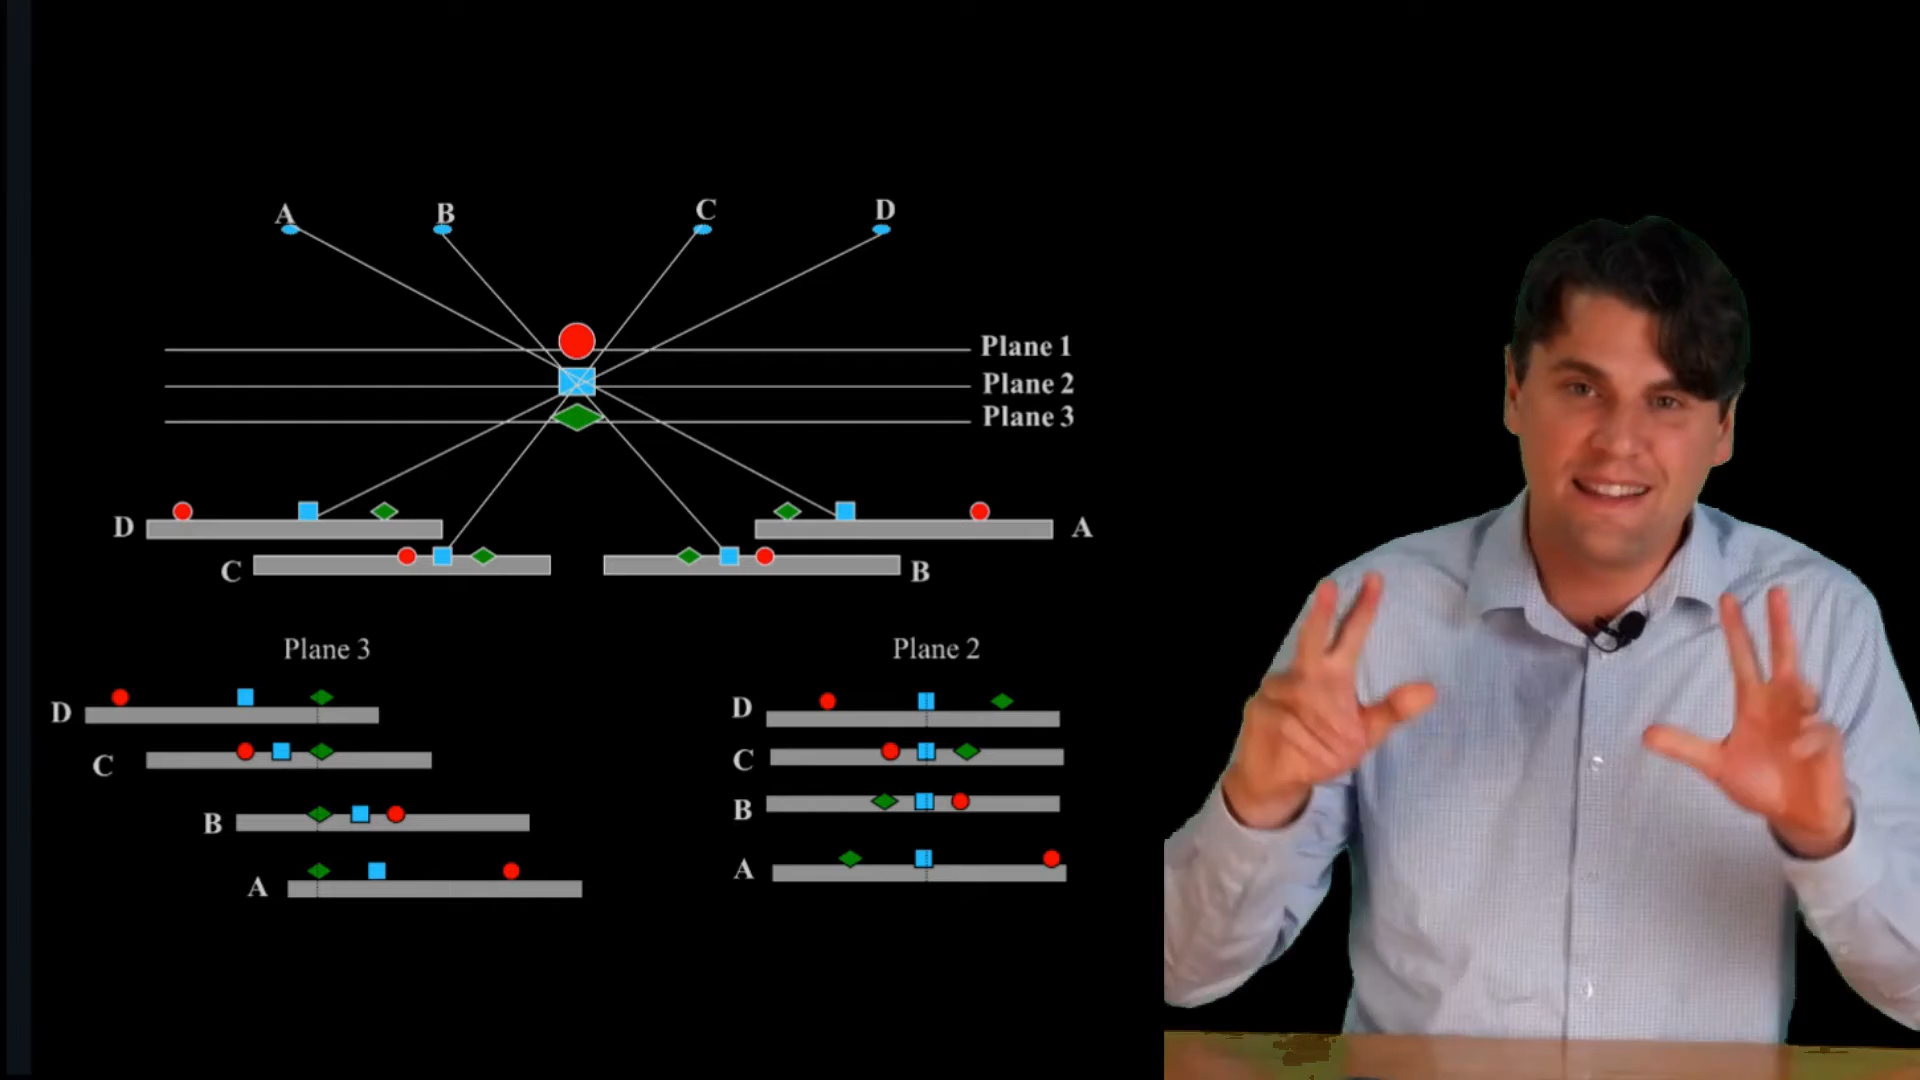 A B C D
Plane 1
Plane 2
Plane 3
D A
C B
Plane 3
D
C
B
A
Plane 2
D
C
B
A